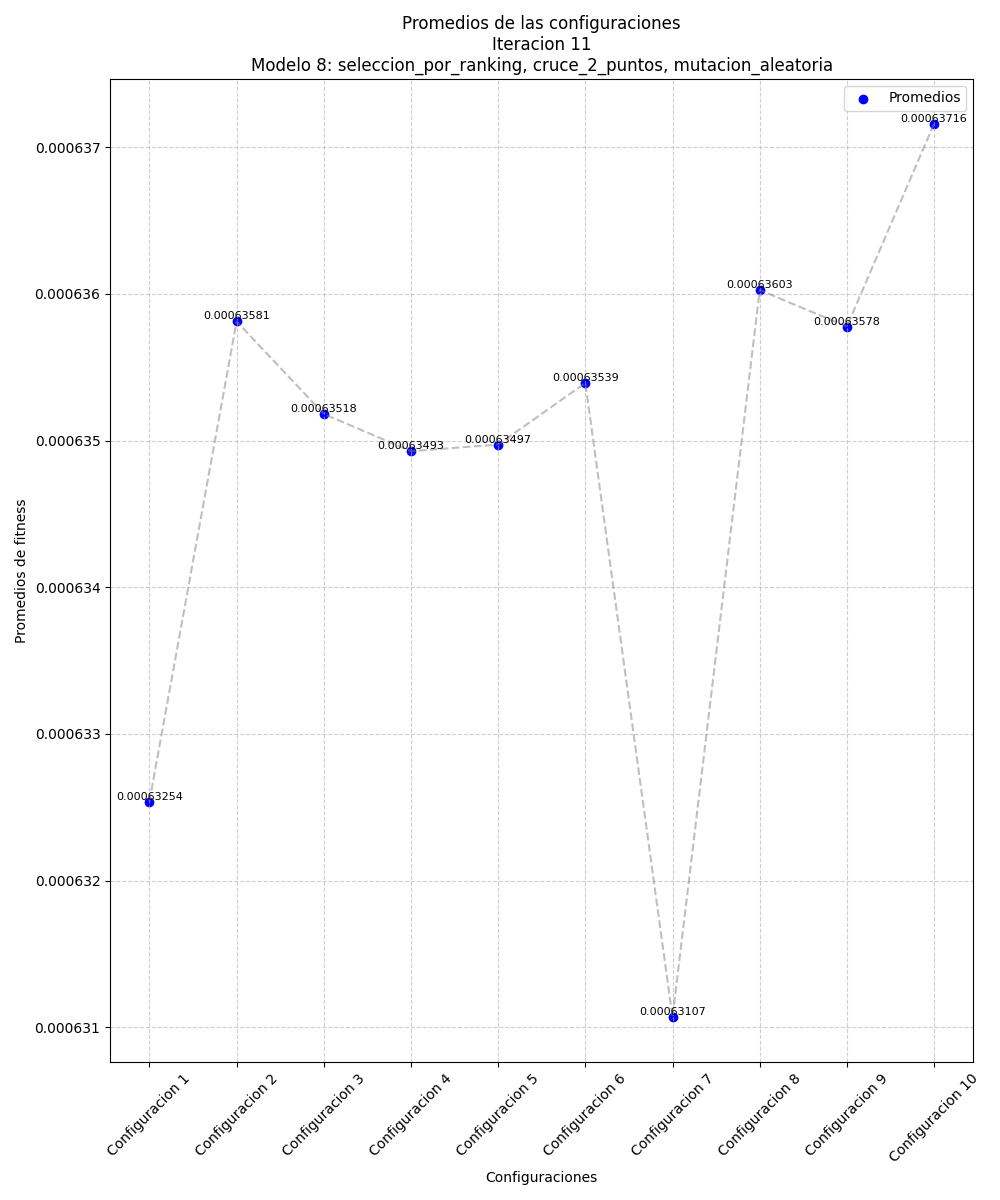 Promedios de las configuraciones
Iteracion 11
Modelo 8: seleccion_por_ranking, cruce_2_puntos, mutacion_aleatoria
Promedios
0.00063716
0.000637
0.00063603
0.000636
0.00063581
0.00063578
0.00063539
0.00063518
0.00063497
0.00063493
0.000635
Promedios de fitness
0.000634
0.000633
0.00063254
0.000632
0.00063107
0.000631
Configuracion 1
Configuracion 2
Configuracion 3
Configuracion 4
Configuracion 5
Configuracion 6
Configuracion 7
Configuracion 8
Configuracion 9
Configuracion 10
Configuraciones